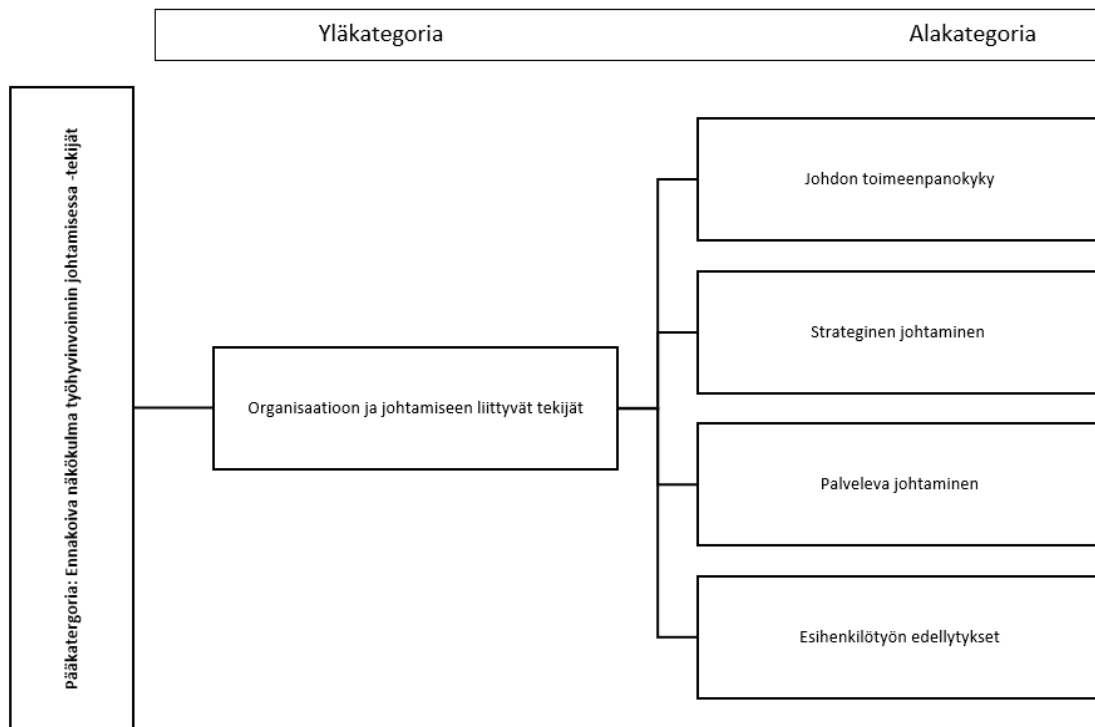 Yläkategoria
Alakategoria
Pääkatergoria: Ennakoiva näkökulma työhyvinvoinnin johtamisessa -tekijät
Organisaatioon ja johtamiseen liittyvät tekijät
Johdon toimeenpanokyky
Strateginen johtaminen
Palveleva johtaminen
Esihenkilötyön edellytykset